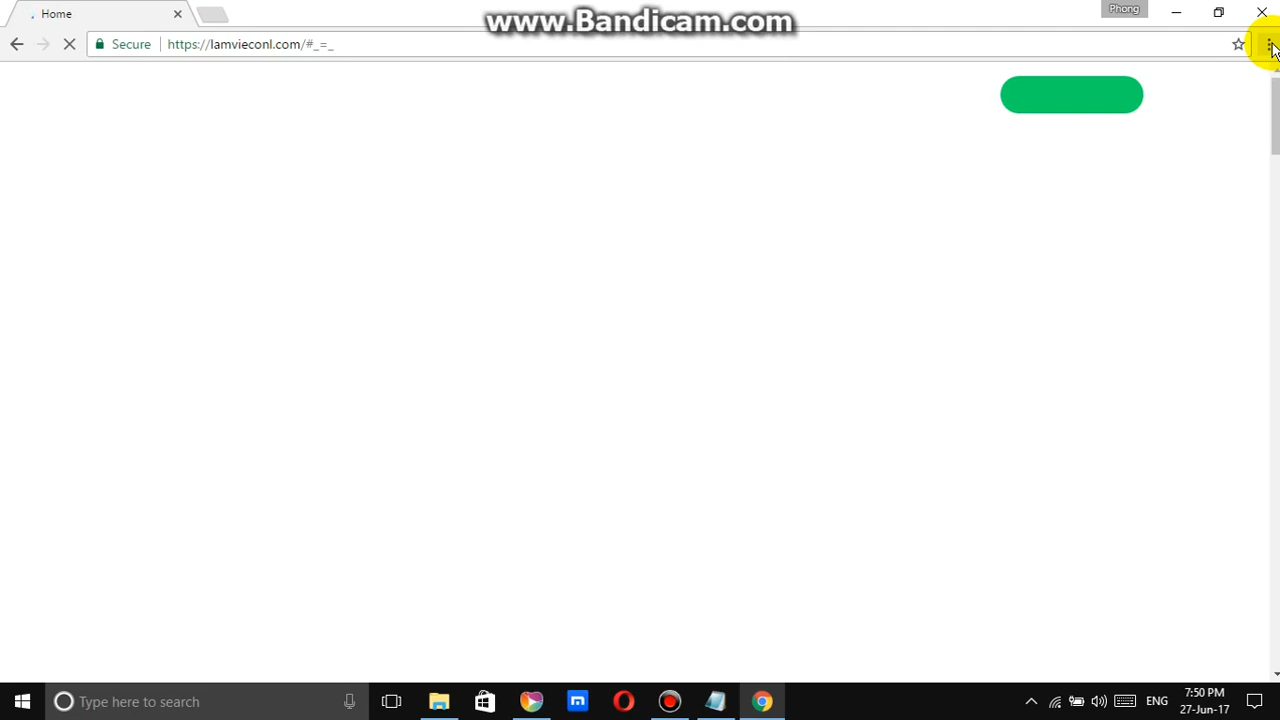 Home
www.Bandicam.com
Phong
Secure
https://lamvieconl.com/#_=_
Type here to search
ENG
7:50 PM
27-Jun-17